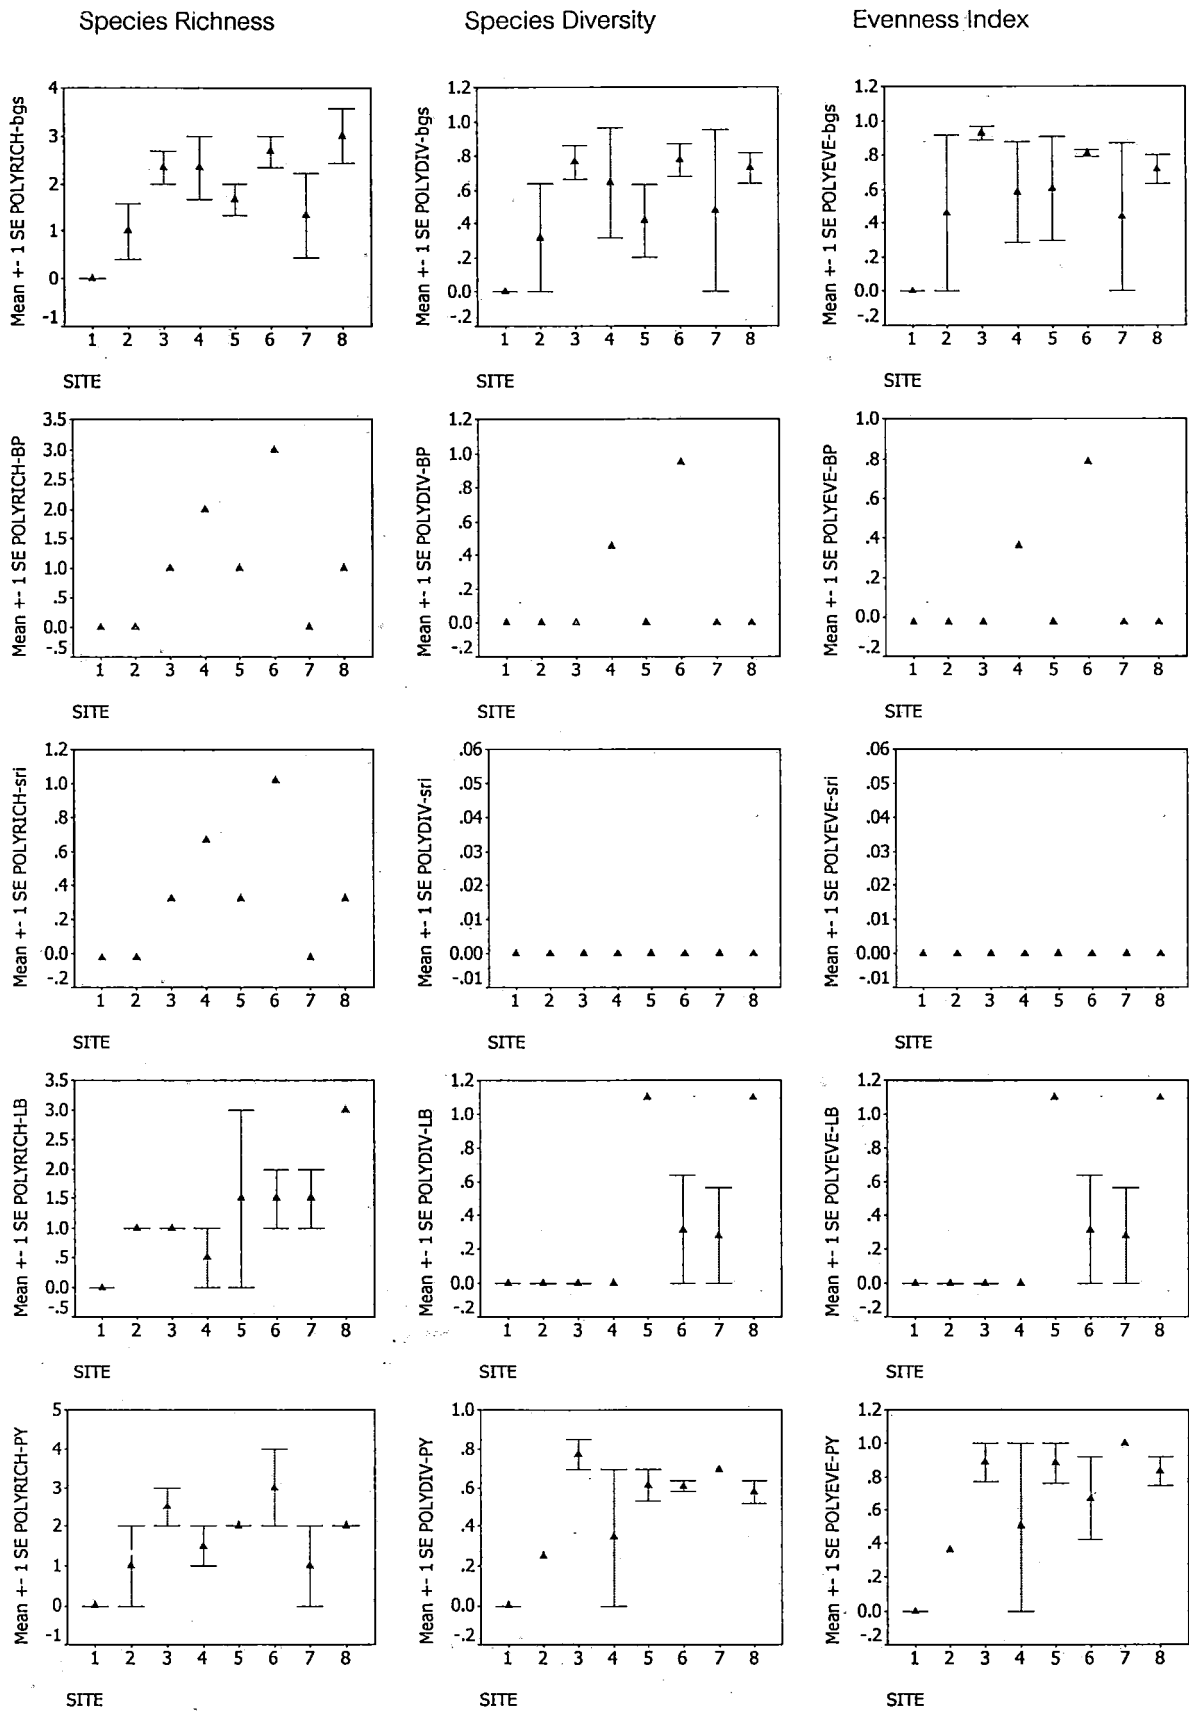 Species Richness
Species Diversity
Evenness Index
Mean +- 1 SE POLYRICH-bgs
4
3
2
1
0
-1
1 2 3 4 5 6 7 8
SITE
Mean +- 1 SE POLYDIV-bgs
1.2
1.0
.8
.6
.4
.2
0.0
-.2
1 2 3 4 5 6 7 8
SITE
Mean +- 1 SE POLYEVE-bgs
1.2
1.0
.8
.6
.4
.2
0.0
-.2
1 2 3 4 5 6 7 8
SITE
Mean +- 1 SE POLYRICH-BP
3.5
3.0
2.5
2.0
1.5
1.0
.5
0.0
-.5
1 2 3 4 5 6 7 8
SITE
Mean +- 1 SE POLYDIV-BP
1.2
1.0
.8
.6
.4
.2
0.0
-.2
1 2 3 4 5 6 7 8
SITE
Mean +- 1 SE POLYEVE-BP
1.0
.8
.6
.4
.2
0.0
-.2
1 2 3 4 5 6 7 8
SITE
Mean +- 1 SE POLYRICH-sri
1.2
1.0
.8
.6
.4
.2
0.0
-.2
1 2 3 4 5 6 7 8
SITE
Mean +- 1 SE POLYDIV-sri
.06
.05
.04
.03
.02
.01
0.00
-.01
1 2 3 4 5 6 7 8
SITE
Mean +- 1 SE POLYEVE-sri
.06
.05
.04
.03
.02
.01
0.00
-.01
1 2 3 4 5 6 7 8
SITE
Mean +- 1 SE POLYRICH-LB
3.5
3.0
2.5
2.0
1.5
1.0
.5
0.0
-.5
1 2 3 4 5 6 7 8
SITE
Mean +- 1 SE POLYDIV-LB
1.2
1.0
.8
.6
.4
.2
0.0
-.2
1 2 3 4 5 6 7 8
SITE
Mean +- 1 SE POLYEVE-LB
1.2
1.0
.8
.6
.4
.2
0.0
-.2
1 2 3 4 5 6 7 8
SITE
Mean +- 1 SE POLYRICH-PY
5
4
3
2
1
0
-1
1 2 3 4 5 6 7 8
SITE
Mean +- 1 SE POLYDIV-PY
1.0
.8
.6
.4
.2
0.0
-.2
1 2 3 4 5 6 7 8
SITE
Mean +- 1 SE POLYEVE-PY
1.2
1.0
.8
.6
.4
.2
0.0
-.2
1 2 3 4 5 6 7 8
SITE